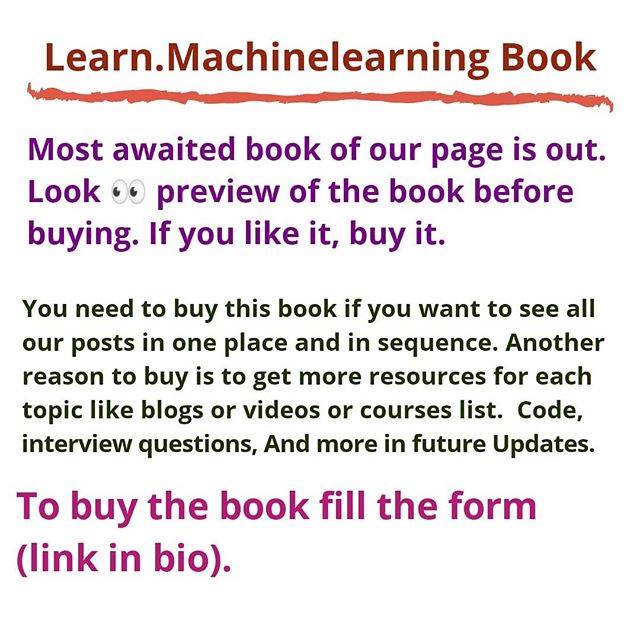 Learn.Machinelearning Book
Most awaited book of our page is out.
Look 👀 preview of the book before
buying. If you like it, buy it.
You need to buy this book if you want to see all
our posts in one place and in sequence. Another
reason to buy is to get more resources for each
topic like blogs or videos or courses list.  Code,
interview questions, And more in future Updates.
To buy the book fill the form
(link in bio).